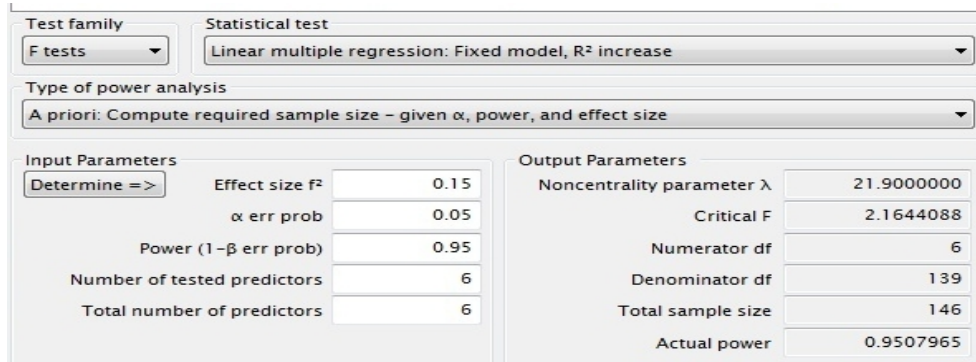 Test family
Statistical test
F tests
Linear multiple regression: Fixed model, R² increase
Type of power analysis
A priori: Compute required sample size – given α, power, and effect size
Input Parameters
Determine =>
Effect size f² 0.15
α err prob 0.05
Power (1-β err prob) 0.95
Number of tested predictors 6
Total number of predictors 6
Output Parameters
Noncentrality parameter λ 21.9000000
Critical F 2.1644088
Numerator df 6
Denominator df 139
Total sample size 146
Actual power 0.9507965